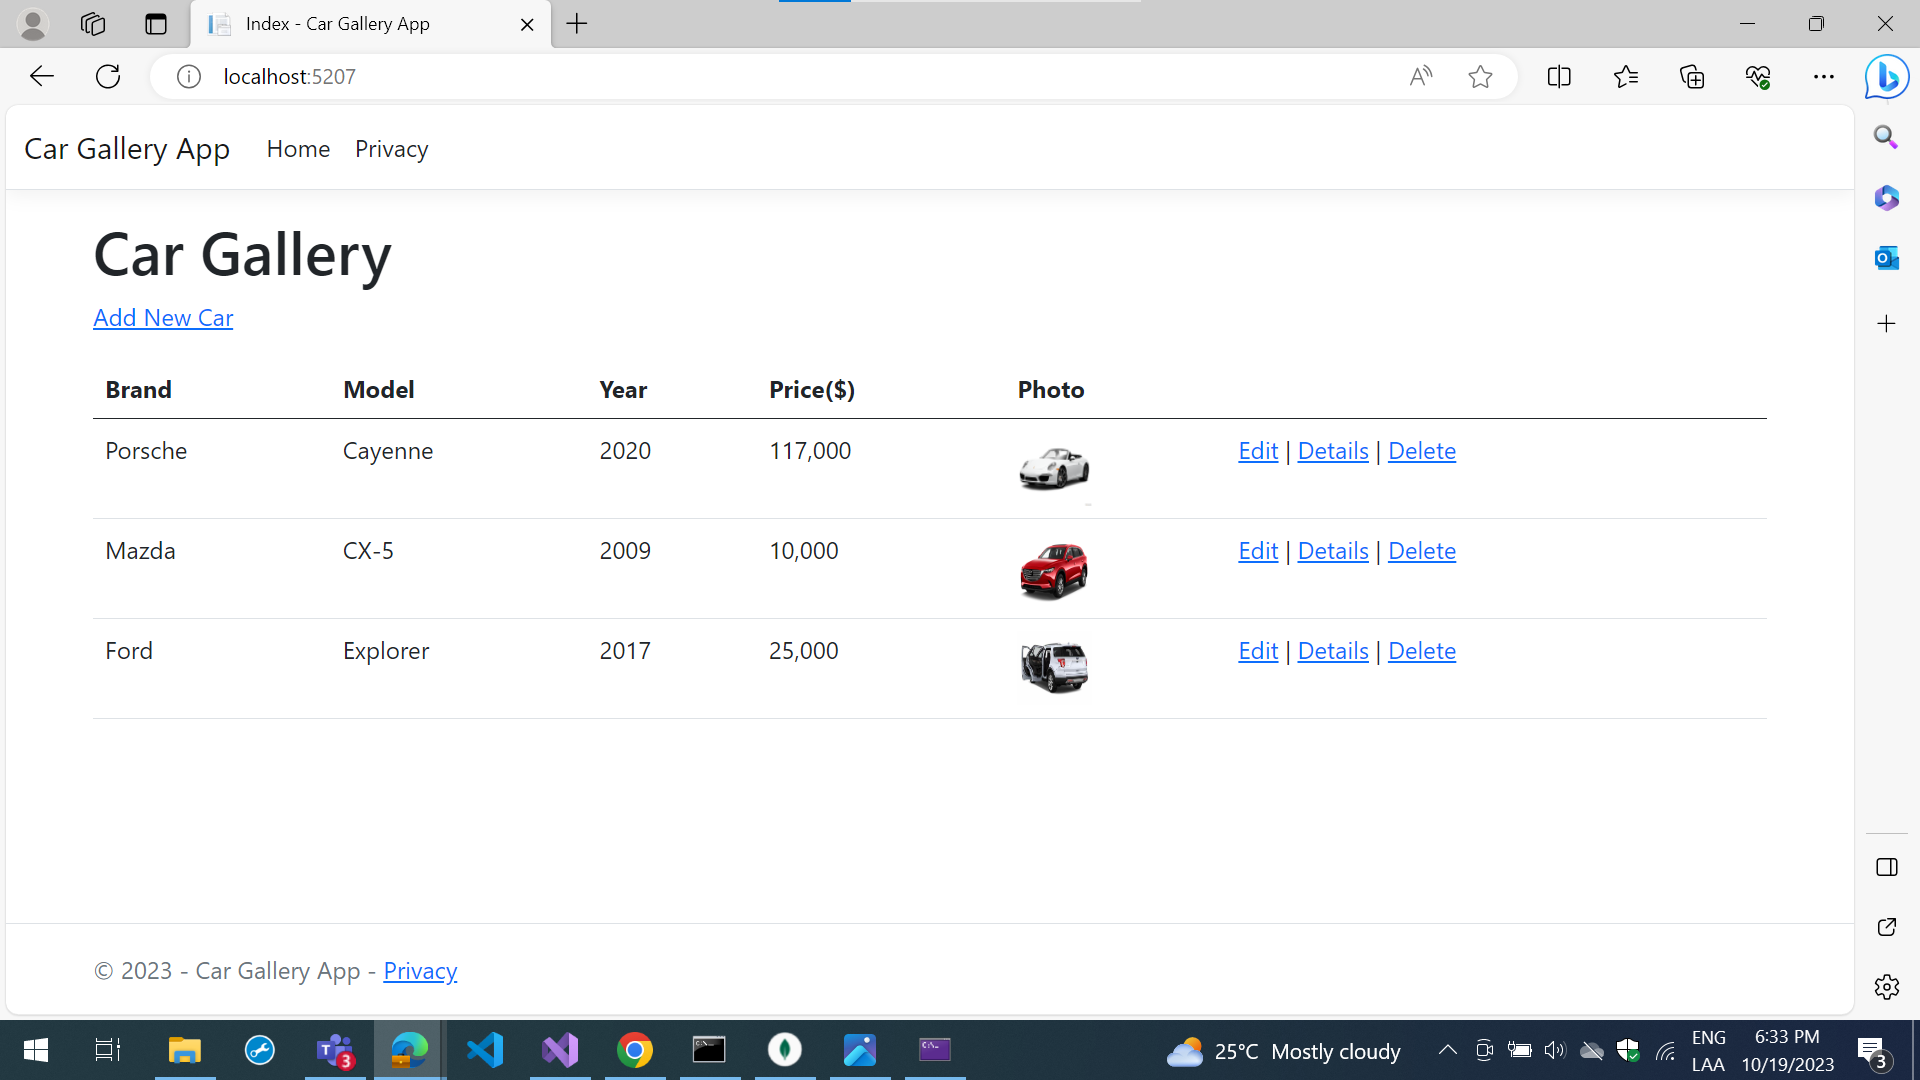 Index - Car Gallery App
localhost:5207
Car Gallery App Home Privacy
Car Gallery
Add New Car
Brand Model Year Price($) Photo
Porsche Cayenne 2020 117,000 Edit | Details | Delete
Mazda CX-5 2009 10,000 Edit | Details | Delete
Ford Explorer 2017 25,000 Edit | Details | Delete
© 2023 - Car Gallery App - Privacy
3
25°C Mostly cloudy
ENG
LAA
6:33 PM
10/19/2023
3